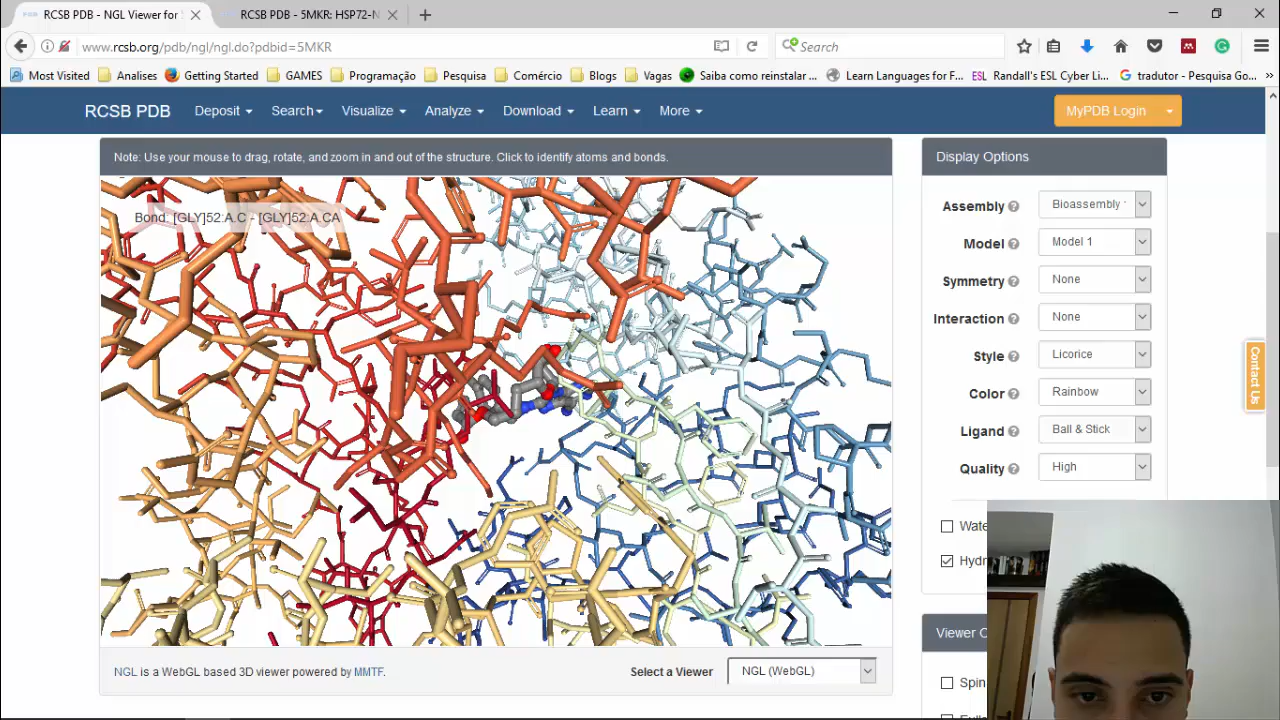 RCSB PDB - NGL Viewer for
RCSB PDB - 5MKR: HSP72-N
www.rcsb.org/pdb/ngl/ngl.do?pdbid=5MKR
Search
Most Visited
Analises
Getting Started
GAMES
Programação
Pesquisa
Comércio
Blogs
Vagas
Saiba como reinstalar ...
Learn Languages for F...
ESL Randall's ESL Cyber Li...
tradutor - Pesquisa Go...
RCSB PDB
Deposit
Search
Visualize
Analyze
Download
Learn
More
MyPDB Login
Note: Use your mouse to drag, rotate, and zoom in and out of the structure. Click to identify atoms and bonds.
Bond: [GLY]52:A.C - [GLY]52:A.CA
Display Options
Assembly ? Bioassembly
Model ? Model 1
Symmetry ? None
Interaction ? None
Style ? Licorice
Color ? Rainbow
Ligand ? Ball & Stick
Quality ? High
Contact Us
Wate
Hydr
Viewer
Spin
NGL is a WebGL based 3D viewer powered by MMTF.
Select a Viewer
NGL (WebGL)